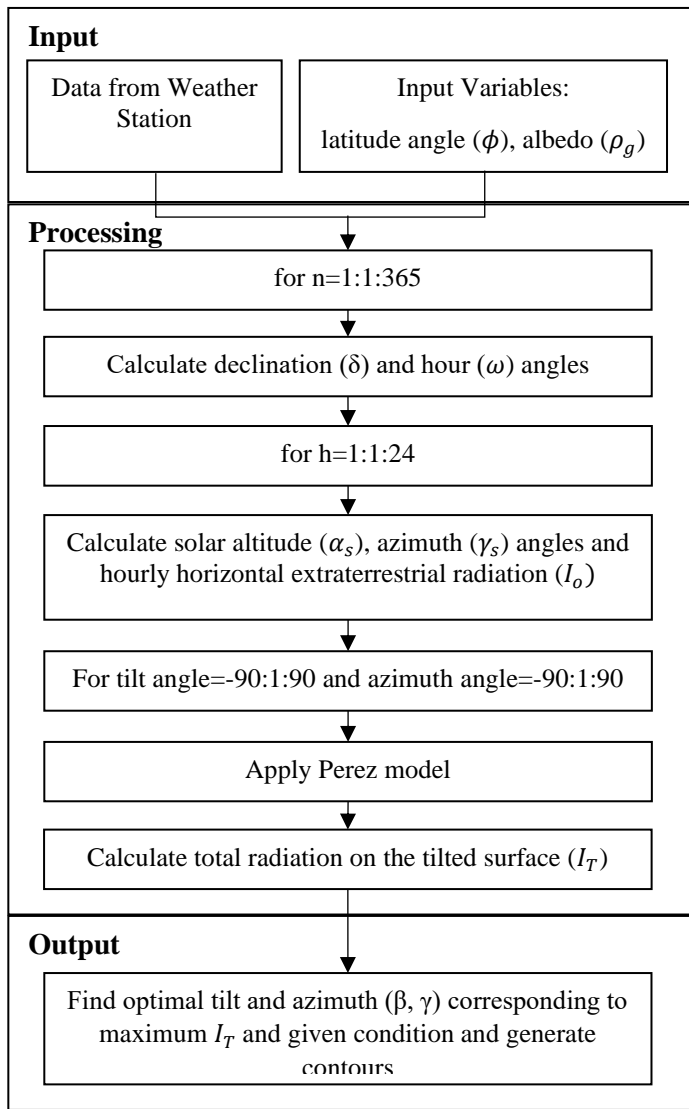 Input
Data from Weather
Station
Input Variables:
latitude angle (𝜙), albedo (𝜌𝑔)
Processing
for n=1:1:365
Calculate declination (δ) and hour (𝜔) angles
for h=1:1:24
Calculate solar altitude (𝛼𝑠), azimuth (𝛾𝑠) angles and
hourly horizontal extraterrestrial radiation (𝐼𝑜)
For tilt angle=-90:1:90 and azimuth angle=-90:1:90
Apply Perez model
Calculate total radiation on the tilted surface (𝐼𝑇)
Output
Find optimal tilt and azimuth (β, γ) corresponding to
maximum 𝐼𝑇 and given condition and generate
contours